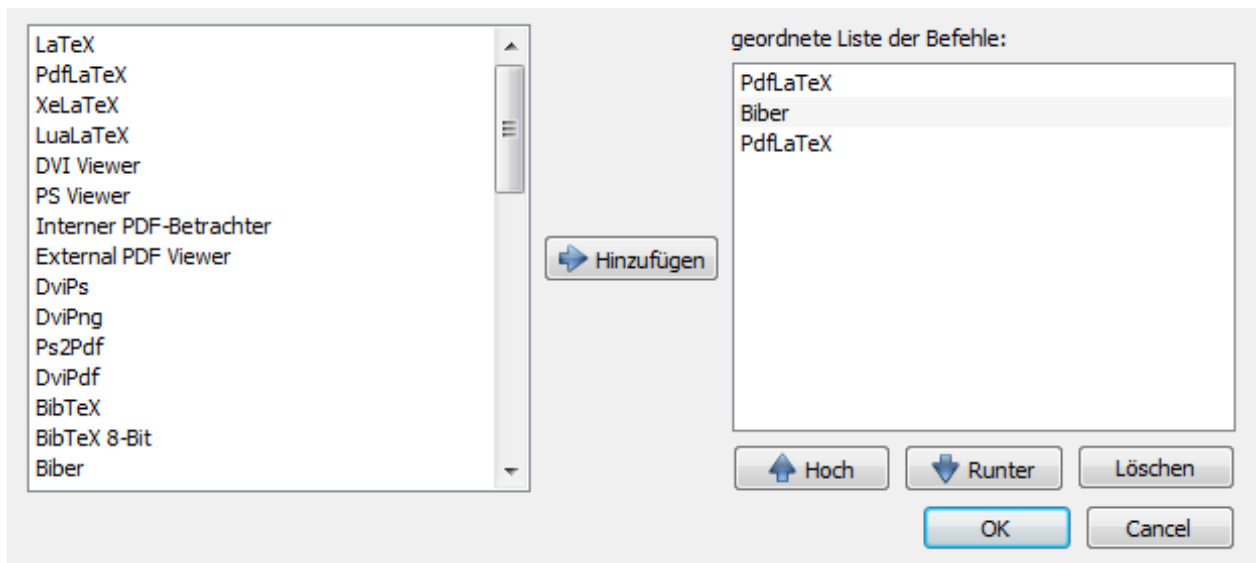 LaTeX
PdfLaTeX
XeLaTeX
LuaLaTeX
DVI Viewer
PS Viewer
Interner PDF-Betrachter
External PDF Viewer
DviPs
DviPng
Ps2Pdf
DviPdf
BibTeX
BibTeX 8-Bit
Biber
Hinzufügen
geordnete Liste der Befehle:
PdfLaTeX
Biber
PdfLaTeX
Hoch
Runter
Löschen
OK
Cancel